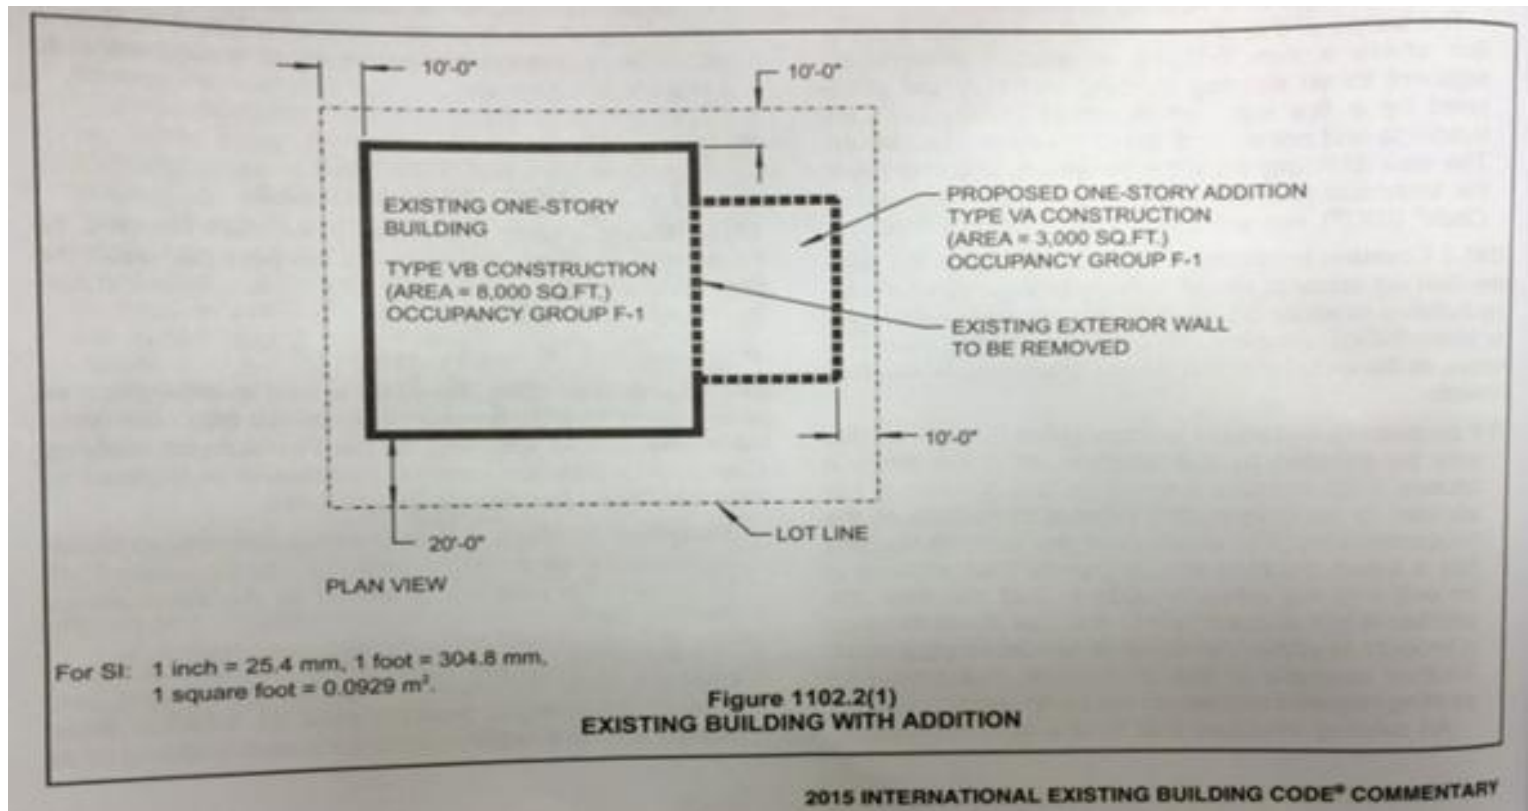 10'-0"
10'-0"
EXISTING ONE-STORY
BUILDING
TYPE VB CONSTRUCTION
(AREA = 8,000 SQ.FT.)
OCCUPANCY GROUP F-1
PROPOSED ONE-STORY ADDITION
TYPE VA CONSTRUCTION
(AREA = 3,000 SQ.FT.)
OCCUPANCY GROUP F-1
EXISTING EXTERIOR WALL
TO BE REMOVED
10'-0"
LOT LINE
20'-0"
PLAN VIEW
For SI: 1 inch = 25.4 mm, 1 foot = 304.8 mm,
1 square foot = 0.0929 m².
Figure 1102.2(1)
EXISTING BUILDING WITH ADDITION
2015 INTERNATIONAL EXISTING BUILDING CODE® COMMENTARY